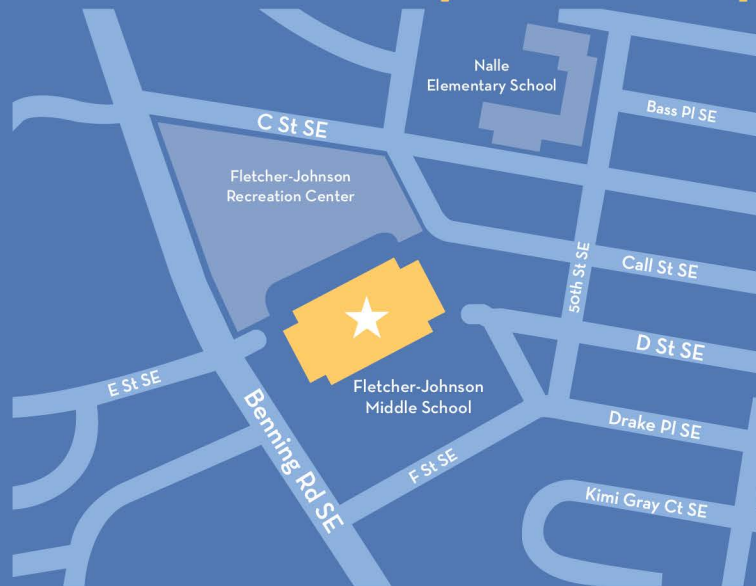 Nalle
Elementary School
Bass Pl SE
C St SE
Fletcher-Johnson
Recreation Center
50th St SE
Call St SE
D St SE
E St SE
Fletcher-Johnson
Middle School
Benning Rd SE
Drake Pl SE
F St SE
Kimi Gray Ct SE